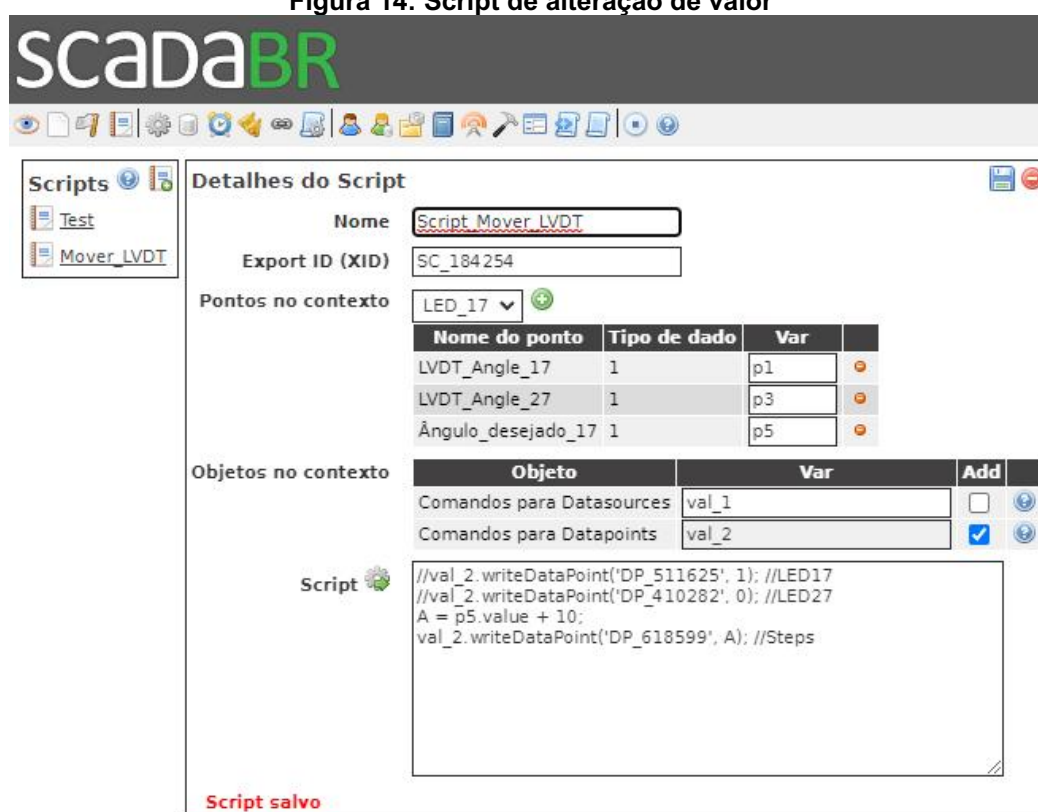 Figura 14: Script de alteração de valor
scadaBR
Scripts
Test
Mover_LVDT
Detalhes do Script
Nome Script_Mover_LVDT
Export ID (XID) SC_184254
Pontos no contexto LED_17
Nome do ponto Tipo de dado Var
LVDT_Angle_17 1 p1
LVDT_Angle_27 1 p3
Ângulo_desejado_17 1 p5
Objetos no contexto Objeto Var Add
Comandos para Datasources val_1
Comandos para Datapoints val_2
Script
//val_2.writeDataPoint('DP_511625', 1); //LED17
//val_2.writeDataPoint('DP_410282', 0); //LED27
A = p5.value + 10;
val_2.writeDataPoint('DP_618599', A); //Steps
Script salvo